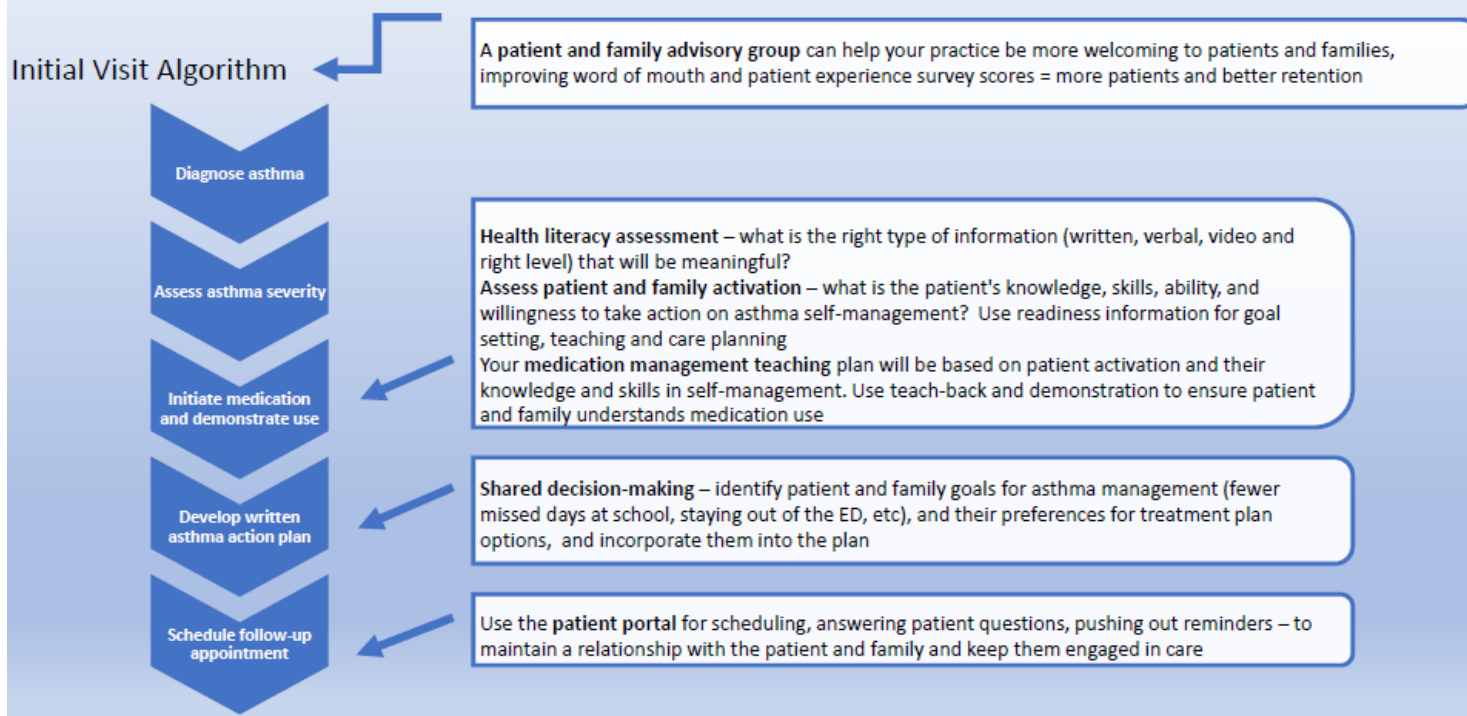 Initial Visit Algorithm
A patient and family advisory group can help your practice be more welcoming to patients and families,
improving word of mouth and patient experience survey scores = more patients and better retention
Diagnose asthma
Assess asthma severity
Health literacy assessment – what is the right type of information (written, verbal, video and
right level) that will be meaningful?
Assess patient and family activation – what is the patient's knowledge, skills, ability, and
willingness to take action on asthma self-management?  Use readiness information for goal
setting, teaching and care planning
Your medication management teaching plan will be based on patient activation and their
knowledge and skills in self-management. Use teach-back and demonstration to ensure patient
and family understands medication use
Initiate medication
and demonstrate use
Shared decision-making – identify patient and family goals for asthma management (fewer
missed days at school, staying out of the ED, etc), and their preferences for treatment plan
options,  and incorporate them into the plan
Develop written
asthma action plan
Use the patient portal for scheduling, answering patient questions, pushing out reminders – to
maintain a relationship with the patient and family and keep them engaged in care
Schedule follow-up
appointment